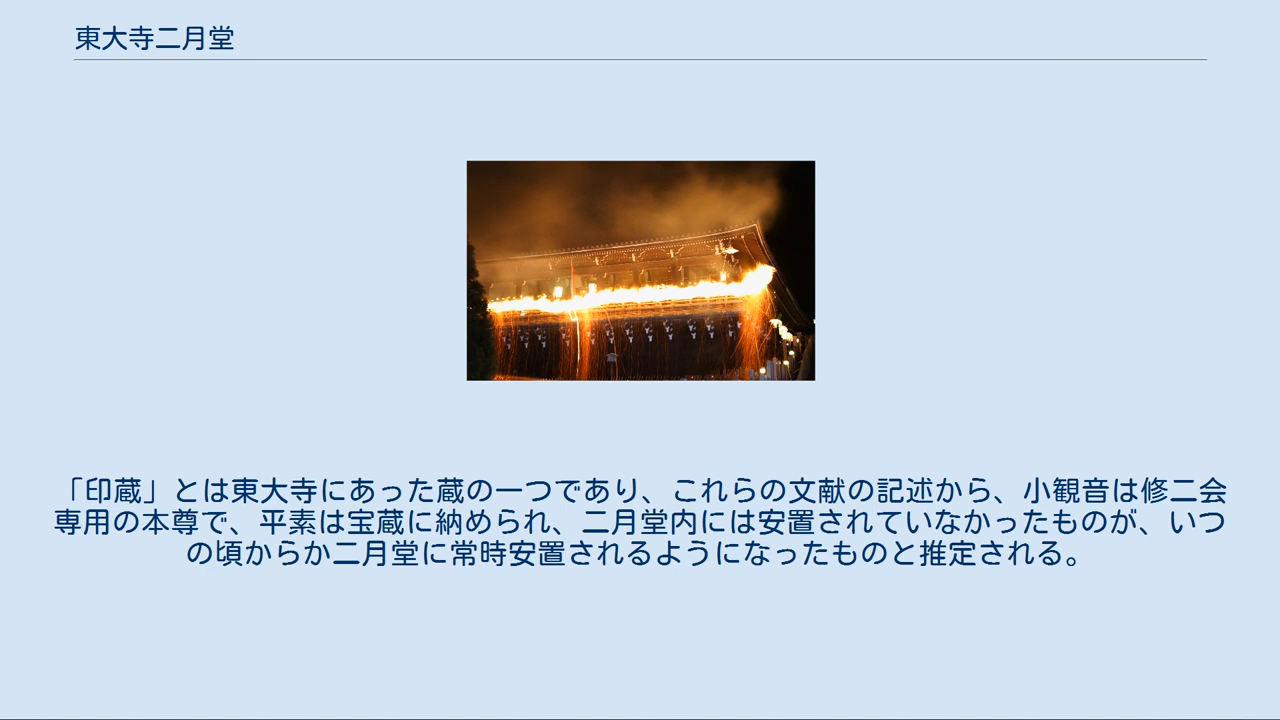 東大寺二月堂
「印蔵」とは東大寺にあった蔵の一つであり、これらの文献の記述から、小観音は修二会
専用の本尊で、平素は宝蔵に納められ、二月堂内には安置されていなかったものが、いつ
の頃からか二月堂に常時安置されるようになったものと推定される。